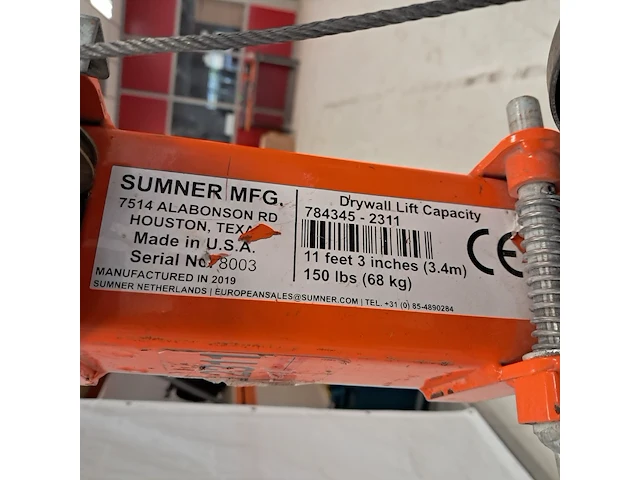 SUMNER MFG.
7514 ALABONSON RD
HOUSTON, TEXA
Made in U.S.A.
Serial No. 8003
MANUFACTURED IN 2019
SUMNER NETHERLANDS | EUROPEANSALES@SUMNER.COM | TEL. +31 (0) 85-4890284
Drywall Lift Capacity
784345 - 2311
11 feet 3 inches (3.4m)
150 lbs (68 kg)
CE